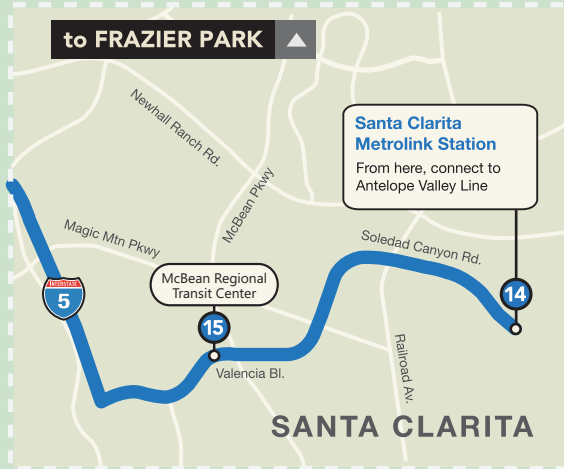 to FRAZIER PARK
Newhall Ranch Rd.
Santa Clarita
Metrolink Station
From here, connect to
Antelope Valley Line
McBean Pkwy
Magic Mtn Pkwy
Soledad Canyon Rd.
McBean Regional
Transit Center
INTERSTATE
5
14
15
Valencia Bl.
Railroad Av.
SANTA CLARITA